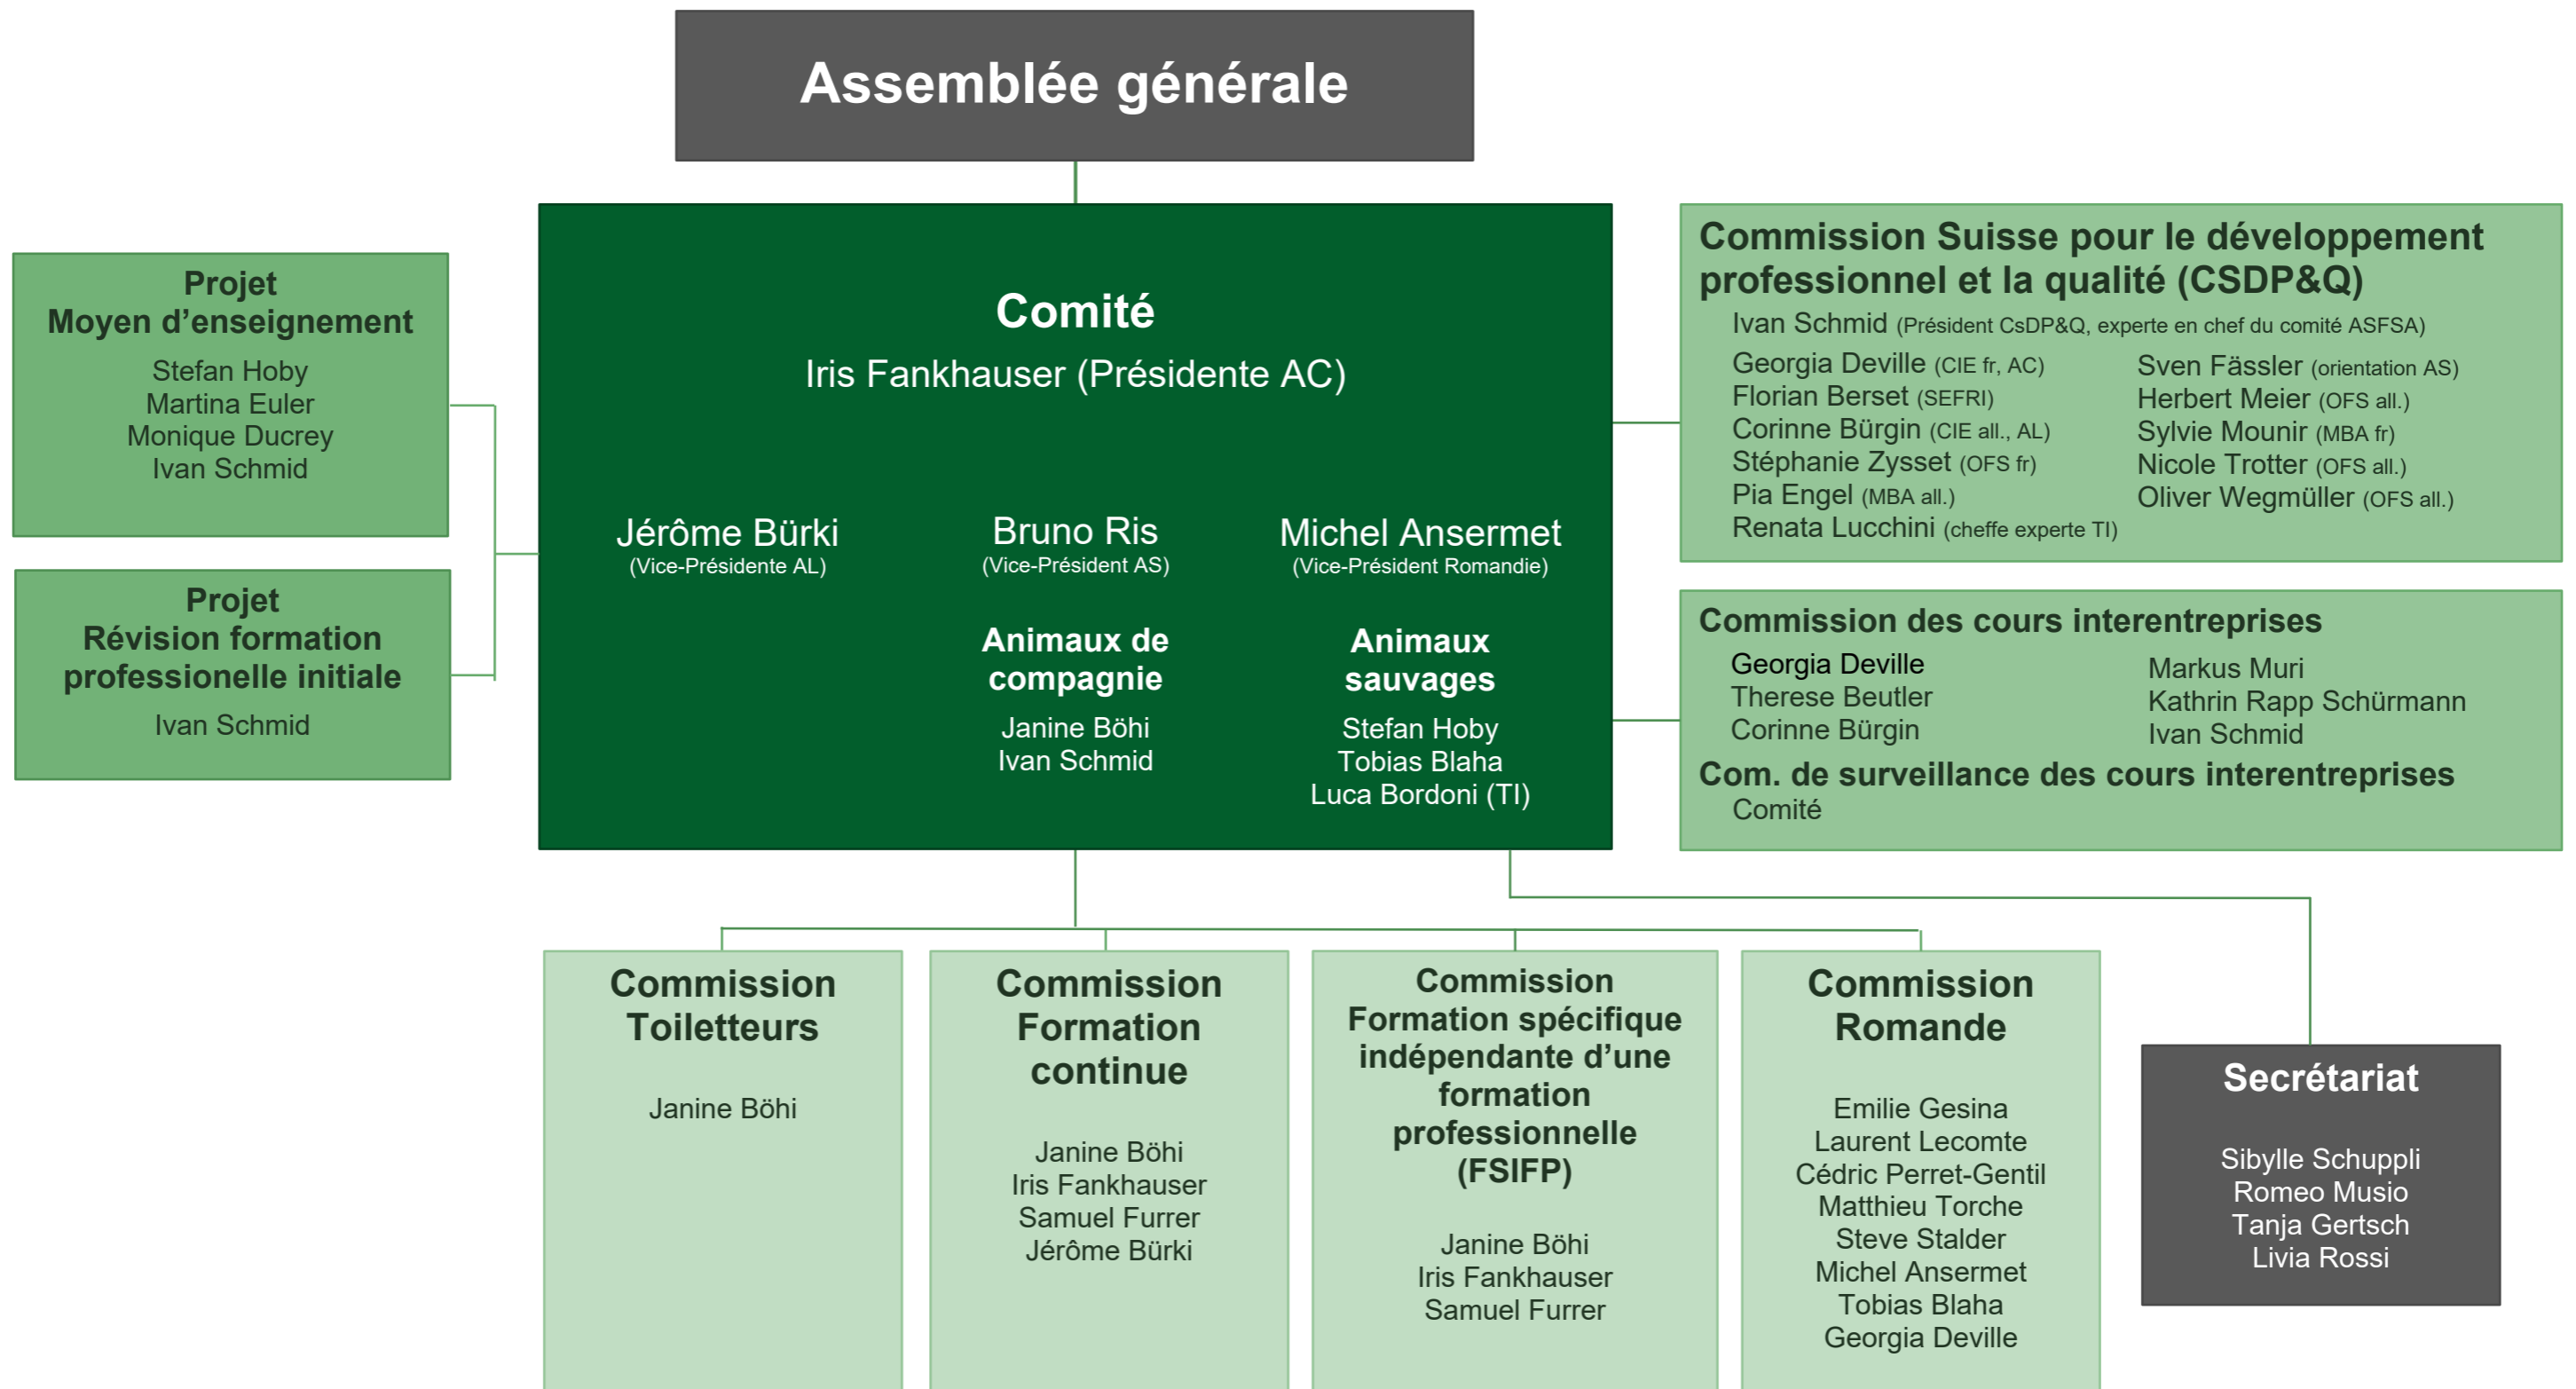 Assemblée générale
Projet
Moyen d’enseignement
Stefan Hoby
Martina Euler
Monique Ducrey
Ivan Schmid
Projet
Révision formation
professionelle initiale
Ivan Schmid
Comité
Iris Fankhauser (Présidente AC)
Jérôme Bürki
(Vice-Présidente AL)
Bruno Ris
(Vice-Président AS)
Michel Ansermet
(Vice-Président Romandie)
Animaux de
compagnie
Janine Böhi
Ivan Schmid
Animaux
sauvages
Stefan Hoby
Tobias Blaha
Luca Bordoni (TI)
Commission Suisse pour le développement
professionnel et la qualité (CSDP&Q)
Ivan Schmid (Président CsDP&Q, experte en chef du comité ASFSA)
Georgia Deville (CIE fr, AC)
Florian Berset (SEFRI)
Corinne Bürgin (CIE all., AL)
Stéphanie Zysset (OFS fr)
Pia Engel (MBA all.)
Renata Lucchini (cheffe experte TI)
Sven Fässler (orientation AS)
Herbert Meier (OFS all.)
Sylvie Mounir (MBA fr)
Nicole Trotter (OFS all.)
Oliver Wegmüller (OFS all.)
Commission des cours interentreprises
Georgia Deville
Therese Beutler
Corinne Bürgin
Markus Muri
Kathrin Rapp Schürmann
Ivan Schmid
Com. de surveillance des cours interentreprises
Comité
Commission
Toiletteurs
Janine Böhi
Commission
Formation
continue
Janine Böhi
Iris Fankhauser
Samuel Furrer
Jérôme Bürki
Commission
Formation spécifique
indépendante d’une
formation
professionnelle
(FSIFP)
Janine Böhi
Iris Fankhauser
Samuel Furrer
Commission
Romande
Emilie Gesina
Laurent Lecomte
Cédric Perret-Gentil
Matthieu Torche
Steve Stalder
Michel Ansermet
Tobias Blaha
Georgia Deville
Secrétariat
Sibylle Schuppli
Romeo Musio
Tanja Gertsch
Livia Rossi